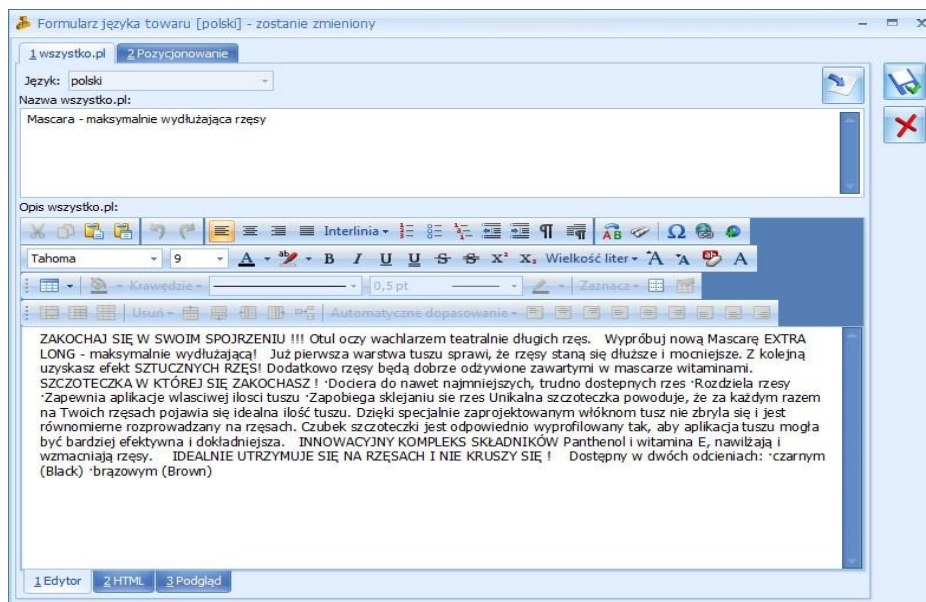 Formularz języka towaru [polski] - zostanie zmieniony
1 wszystko.pl 2 Pozycjonowanie
Język: polski
Nazwa wszystko.pl:
Mascara - maksymalnie wydłużająca rzęsy
Opis wszystko.pl:
Interlinia
Tahoma 9 A B I U U S S X² X₂ Wielkość liter A A A
Krawędzie 0,5 pt Zaznacz
Usuń Automatyczne dopasowanie
ZAKOCHAJ SIĘ W SWOIM SPOJRZENIU !!! Otul oczy wachlarzem teatralnie długich rzęs. Wypróbuj nową Mascarę EXTRA
LONG - maksymalnie wydłużającą! Już pierwsza warstwa tuszu sprawi, że rzęsy staną się dłuższe i mocniejsze. Z kolejną
uzyskasz efekt SZTUCZNYCH RZĘS! Dodatkowo rzęsy będą dobrze odżywione zawartymi w mascarze witaminami.
SZCZOTECZKA W KTÓREJ SIĘ ZAKOCHASZ ! ·Dociera do nawet najmniejszych, trudno dostepnych rzes ·Rozdziela rzesy
·Zapewnia aplikacje wlasciwej ilosci tuszu ·Zapobiega sklejaniu sie rzes Unikalna szczoteczka powoduje, że za każdym razem
na Twoich rzęsach pojawia się idealna ilość tuszu. Dzięki specjalnie zaprojektowanym włóknom tusz nie zbryla się i jest
równomierne rozprowadzany na rzęsach. Czubek szczoteczki jest odpowiednio wyprofilowany tak, aby aplikacja tuszu mogła
być bardziej efektywna i dokładniejsza. INNOWACYJNY KOMPLEKS SKŁADNIKÓW Panthenol i witamina E, nawilżają i
wzmacniają rzęsy. IDEALNIE UTRZYMUJE SIĘ NA RZĘSACH I NIE KRUSZY SIĘ ! Dostępny w dwóch odcieniach: ·czarnym
(Black) ·brązowym (Brown)
1 Edytor 2 HTML 3 Podgląd